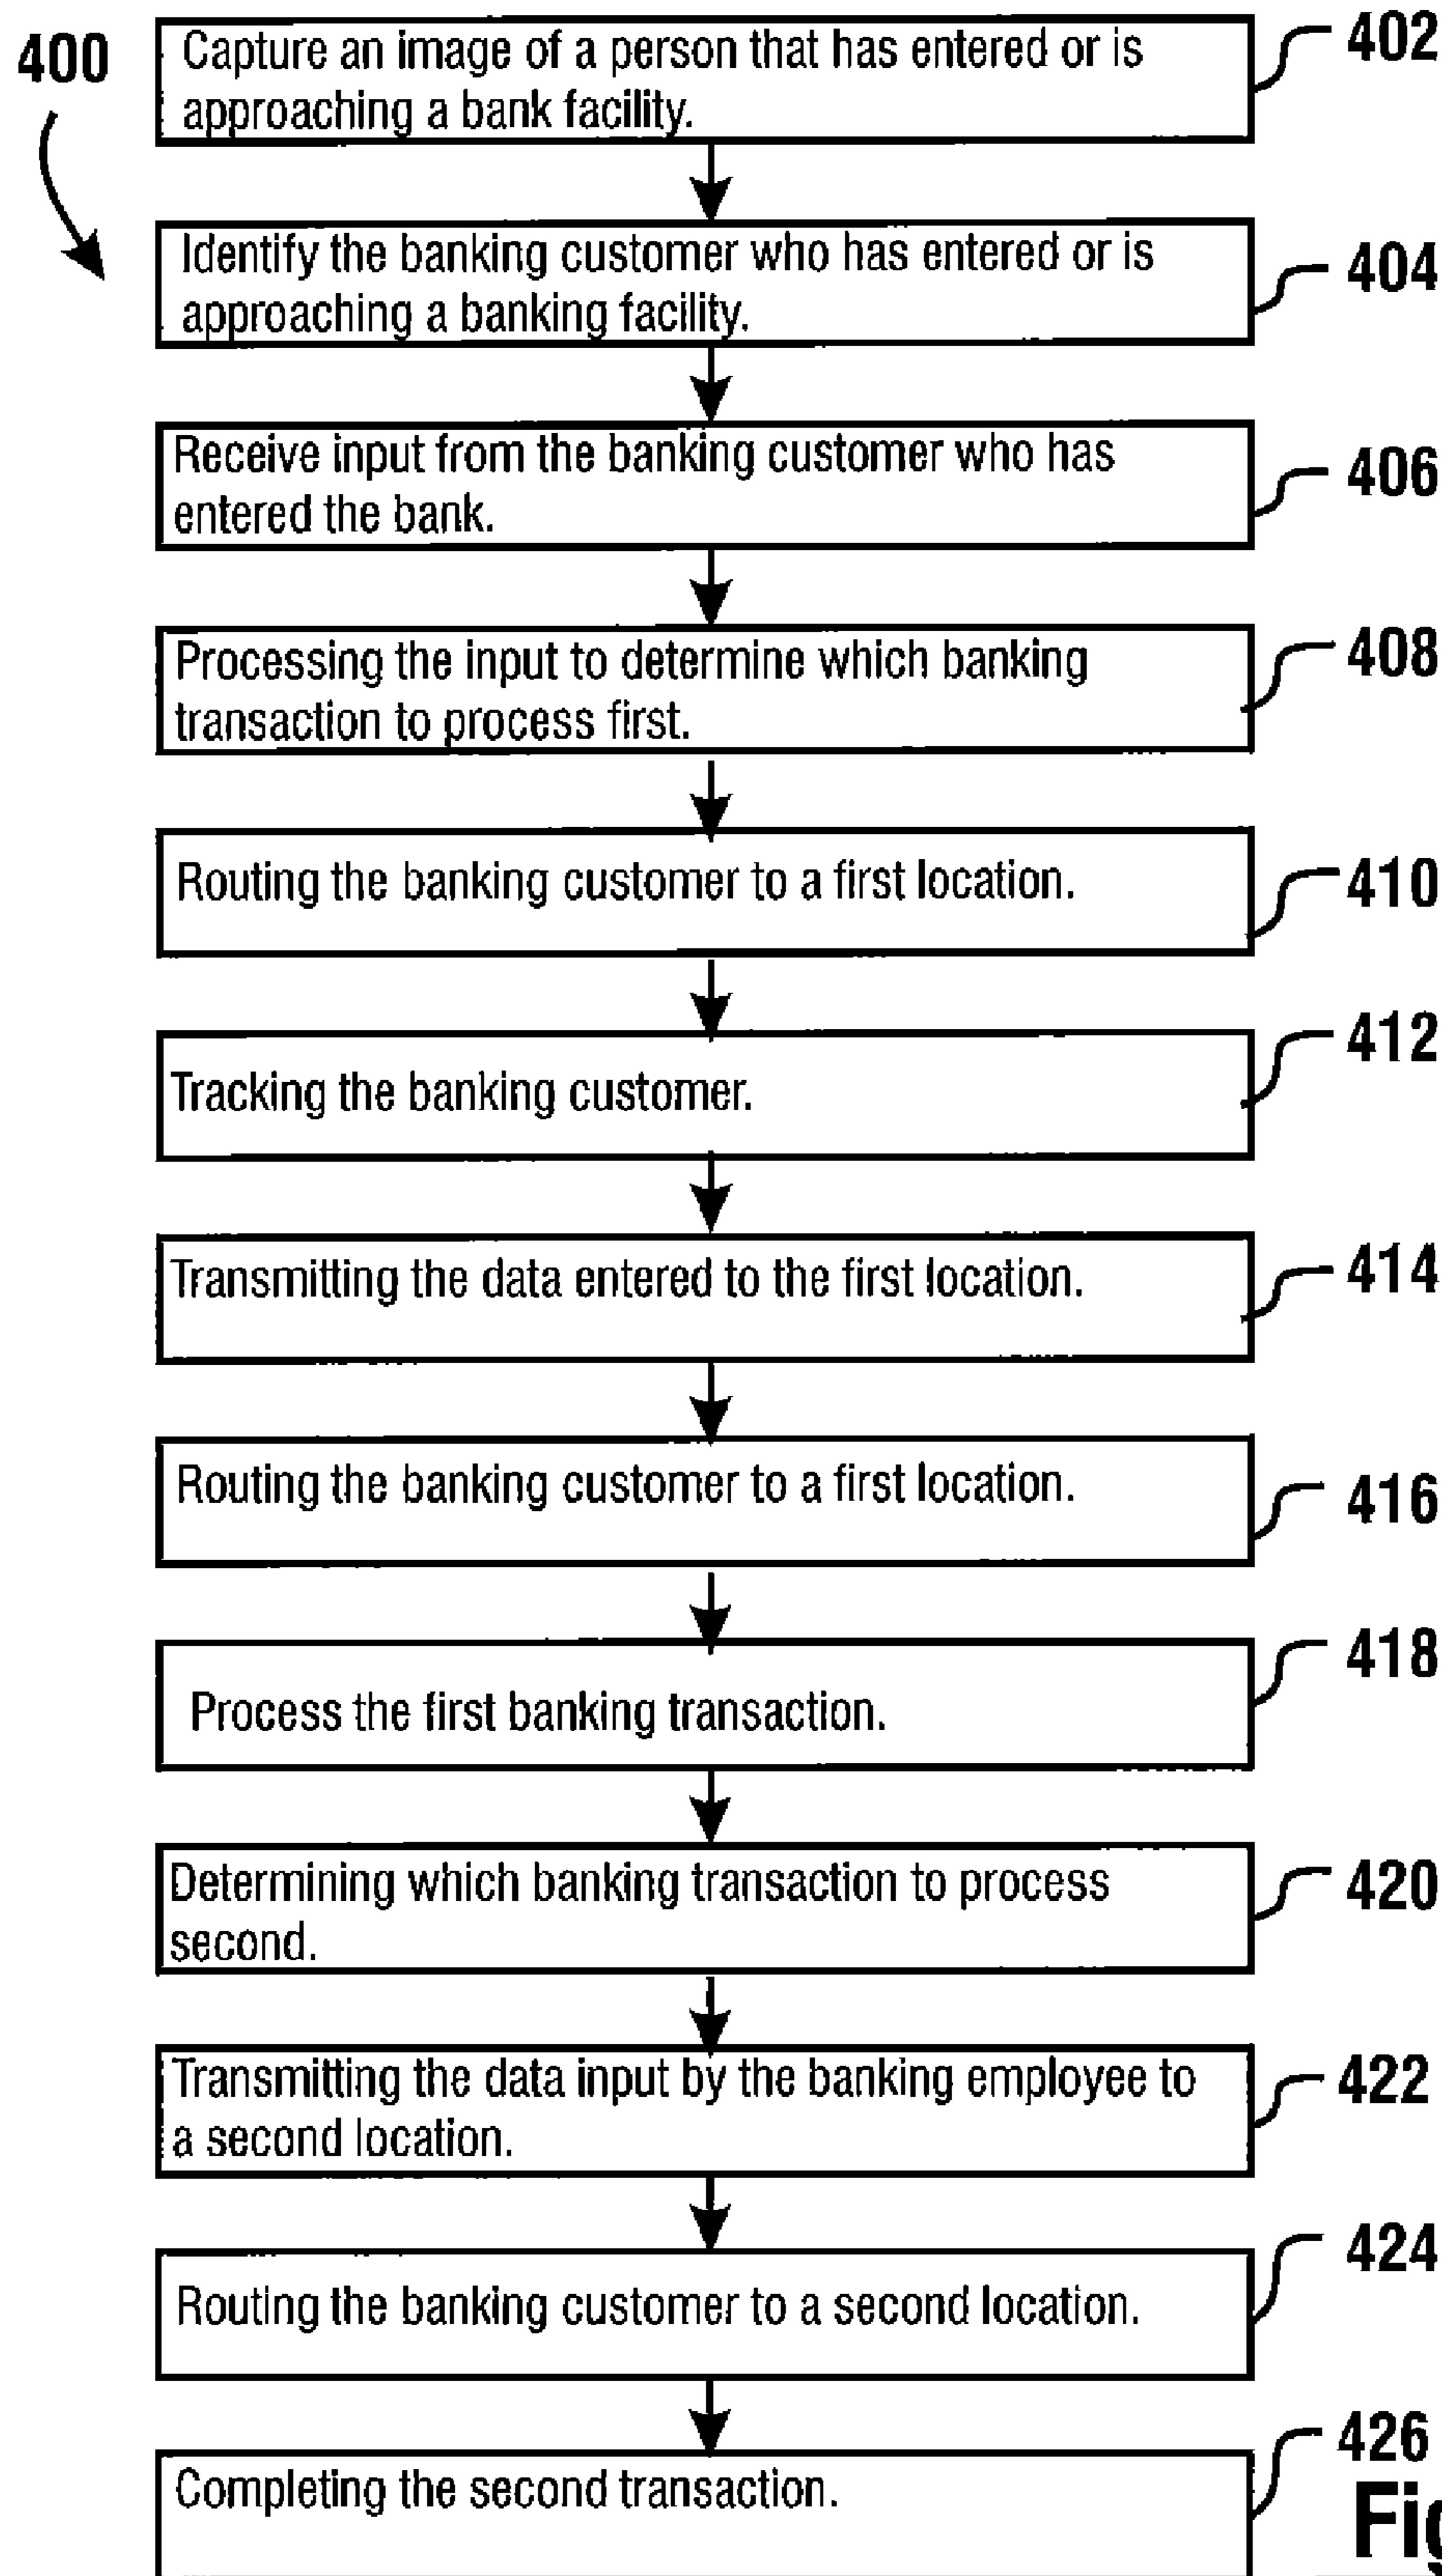 400
Capture an image of a person that has entered or is
approaching a bank facility.
402
Identify the banking customer who has entered or is
approaching a banking facility.
404
Receive input from the banking customer who has
entered the bank.
406
Processing the input to determine which banking
transaction to process first.
408
Routing the banking customer to a first location.
410
Tracking the banking customer.
412
Transmitting the data entered to the first location.
414
Routing the banking customer to a first location.
416
Process the first banking transaction.
418
Determining which banking transaction to process
second.
420
Transmitting the data input by the banking employee to
a second location.
422
Routing the banking customer to a second location.
424
Completing the second transaction.
426